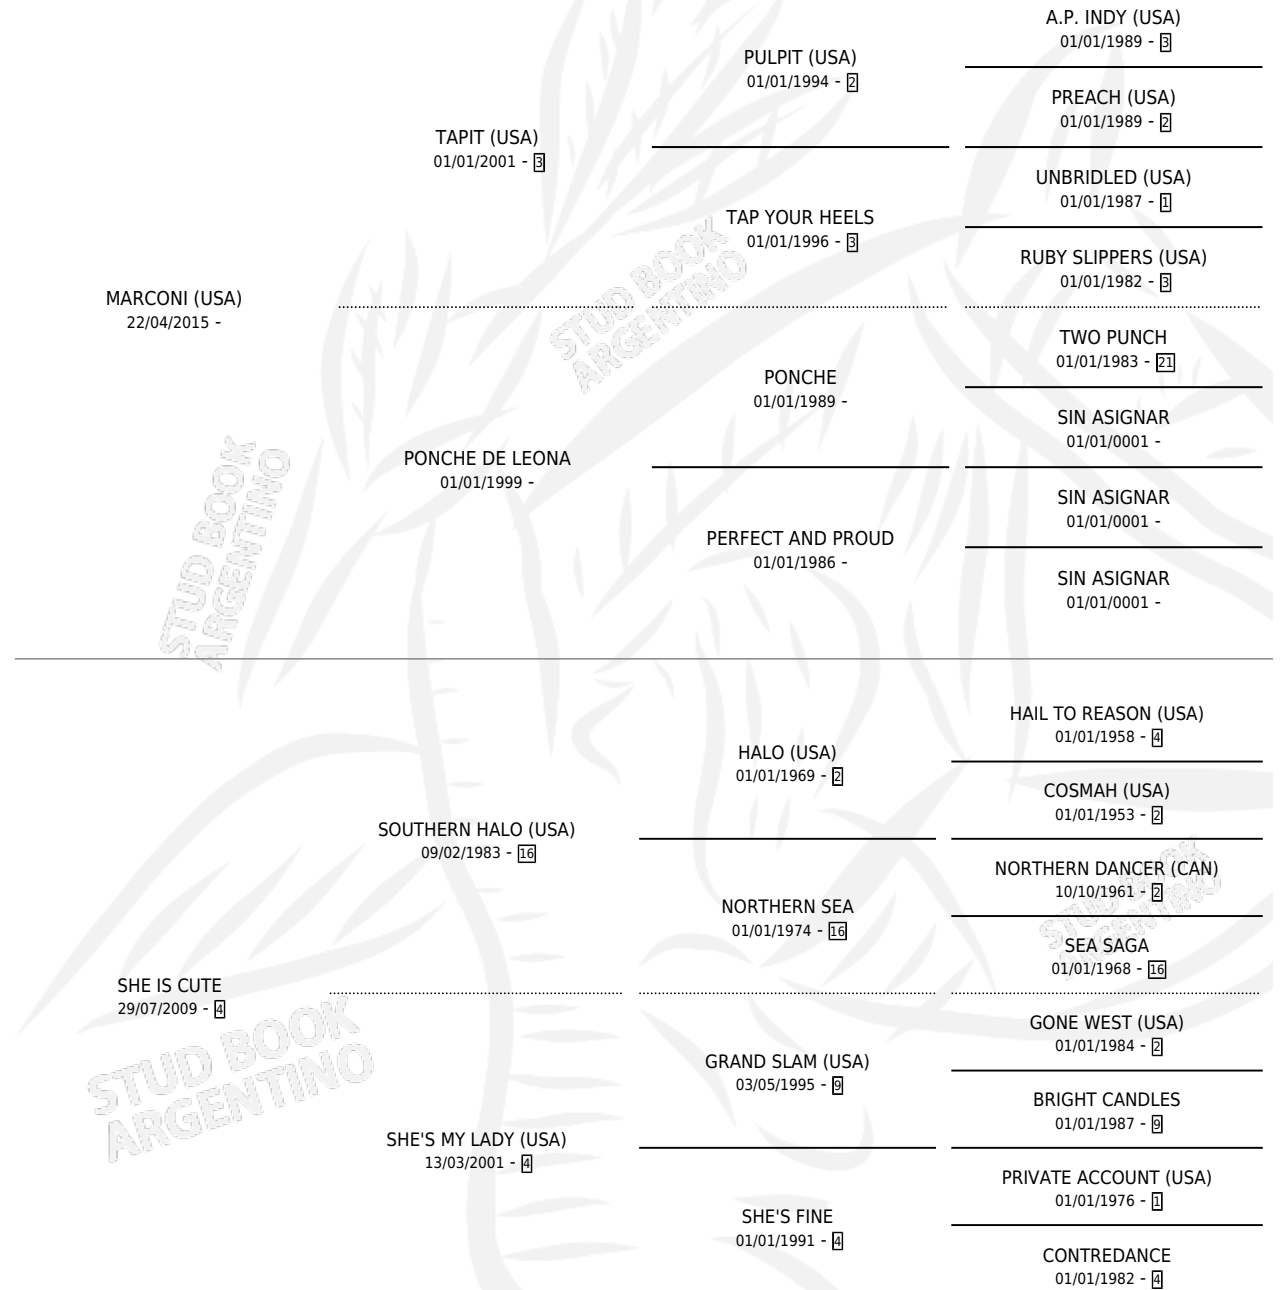 A.P. INDY (USA)
01/01/1989 - 3
PULPIT (USA)
01/01/1994 - 2
PREACH (USA)
01/01/1989 - 2
TAPIT (USA)
01/01/2001 - 3
UNBRIDLED (USA)
01/01/1987 - 1
TAP YOUR HEELS
01/01/1996 - 3
RUBY SLIPPERS (USA)
01/01/1982 - 3
MARCONI (USA)
22/04/2015 -
TWO PUNCH
01/01/1983 - 21
PONCHE
01/01/1989 -
SIN ASIGNAR
01/01/0001 -
PONCHE DE LEONA
01/01/1999 -
SIN ASIGNAR
01/01/0001 -
PERFECT AND PROUD
01/01/1986 -
SIN ASIGNAR
01/01/0001 -
HAIL TO REASON (USA)
01/01/1958 - 4
HALO (USA)
01/01/1969 - 2
COSMAH (USA)
01/01/1953 - 2
SOUTHERN HALO (USA)
09/02/1983 - 16
NORTHERN DANCER (CAN)
10/10/1961 - 2
NORTHERN SEA
01/01/1974 - 16
SEA SAGA
01/01/1968 - 16
SHE IS CUTE
29/07/2009 - 4
GONE WEST (USA)
01/01/1984 - 2
GRAND SLAM (USA)
03/05/1995 - 9
BRIGHT CANDLES
01/01/1987 - 9
SHE'S MY LADY (USA)
13/03/2001 - 4
PRIVATE ACCOUNT (USA)
01/01/1976 - 1
SHE'S FINE
01/01/1991 - 4
CONTREDANCE
01/01/1982 - 4
STUD BOOK
ARGENTINO
STUD BOOK
ARGENTINO
STUD BOOK
ARGENTINO
STUD BOOK
ARGENTINO